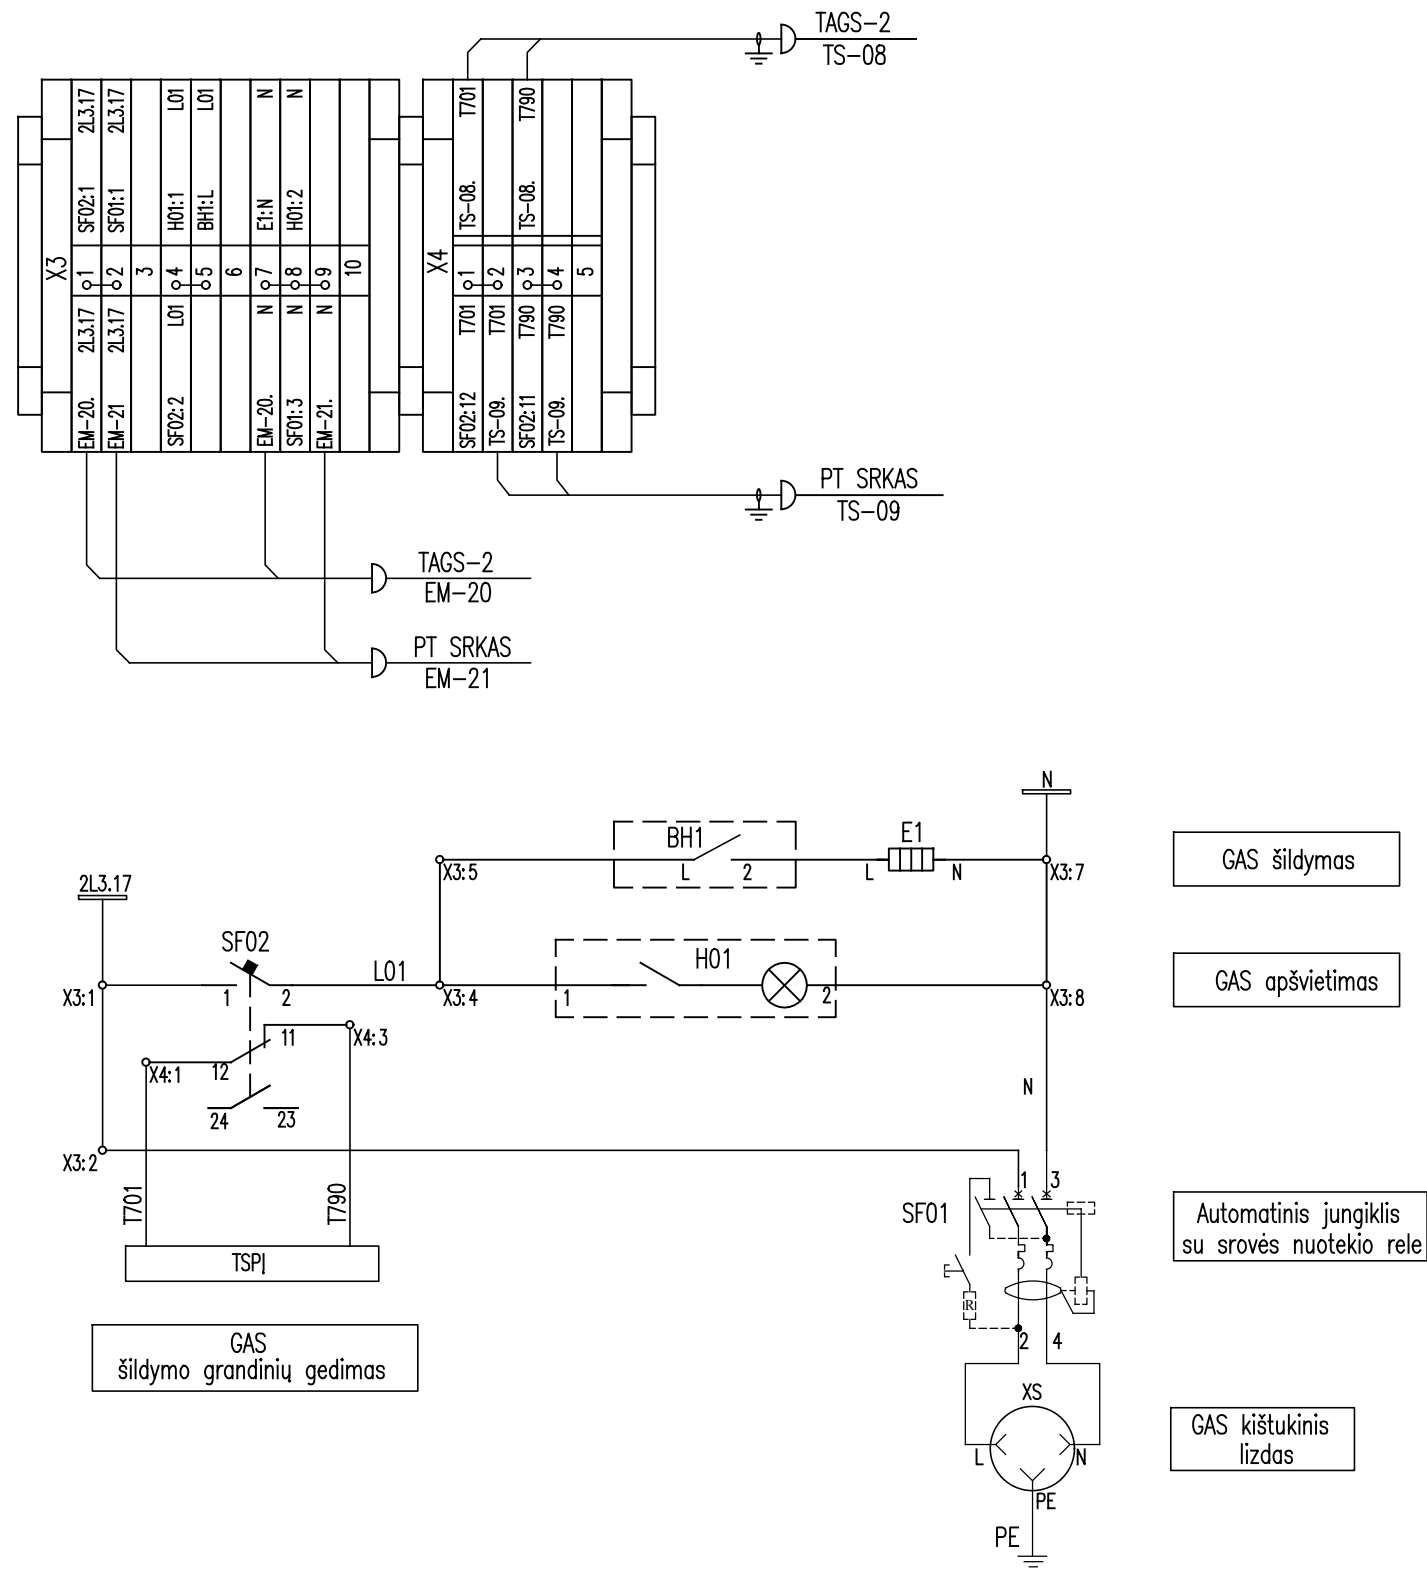 TAGS-2
TS-08
X3
2L3.17
2L3.17
L01
L01
N
N
SF02:1
SF01:1
H01:1
BH1:L
E1:N
H01:2
1
2
3
4
5
6
7
8
9
10
2L3.17
2L3.17
L01
N
N
N
EM-20.
EM-21
SF02:2
EM-20.
SF01:3
EM-21.
X4
T701
T790
TS-08.
TS-08.
1
2
3
4
5
T701
T701
T790
T790
SF02:12
TS-09.
SF02:11
TS-09.
PT SRKAS
TS-09
TAGS-2
EM-20
PT SRKAS
EM-21
N
BH1
E1
L
2
L
N
X3:5
X3:7
GAS šildymas
2L3.17
SF02
L01
H01
X3:1
1
2
X3:4
1
2
X3:8
GAS apšvietimas
11
X4:3
X4:1
12
24
23
N
X3:2
T701
T790
TSPĮ
SF01
1
3
R
2
4
Automatinis jungiklis
su srovės nuotekio rele
GAS
šildymo grandinių gedimas
XS
L
N
PE
PE
GAS kištukinis
lizdas